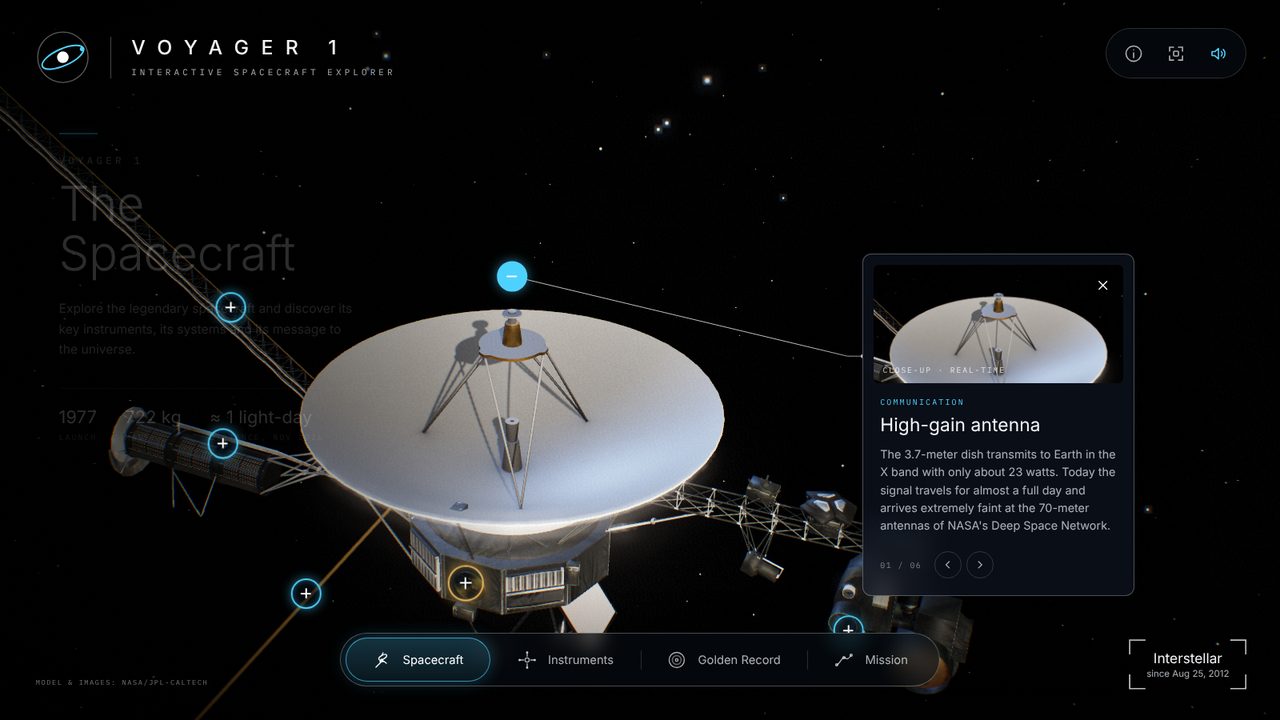 VOYAGER 1
INTERACTIVE SPACECRAFT EXPLORER
VOYAGER 1
The
Spacecraft
Explore the legendary spacecraft and discover its
key instruments, its systems and its message to
the universe.
1977 722 kg ≈ 1 light-day
LAUNCH
CLOSE-UP · REAL-TIME
COMMUNICATION
High-gain antenna
The 3.7-meter dish transmits to Earth in the
X band with only about 23 watts. Today the
signal travels for almost a full day and
arrives extremely faint at the 70-meter
antennas of NASA's Deep Space Network.
01 / 06
Spacecraft
Instruments
Golden Record
Mission
Interstellar
since Aug 25, 2012
MODEL & IMAGES: NASA/JPL-CALTECH